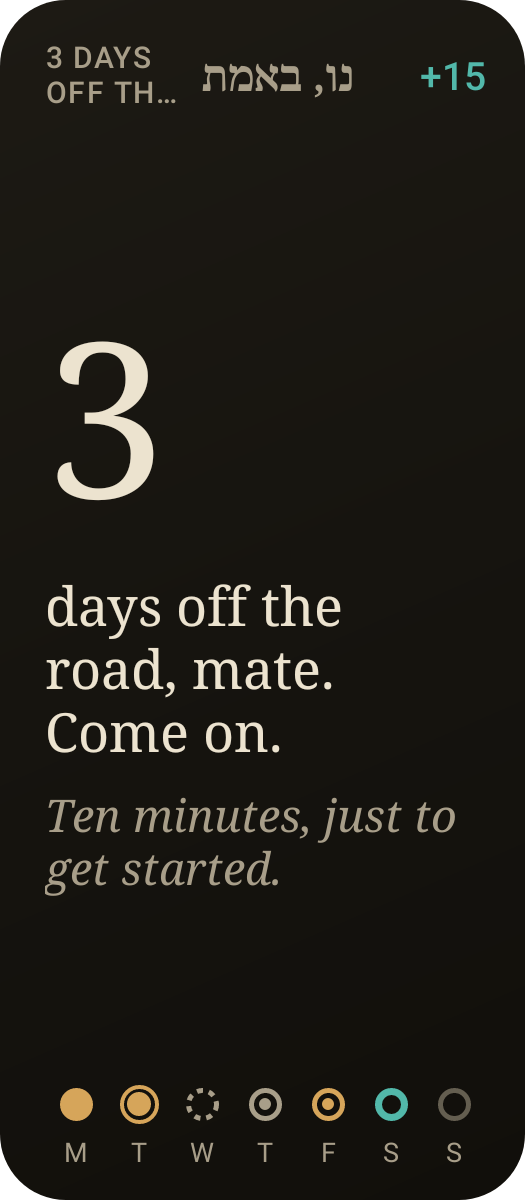 3 DAYS
OFF TH…
נו, באמת
+15
3
days off the
road, mate.
Come on.
Ten minutes, just to
get started.
M T W T F S S